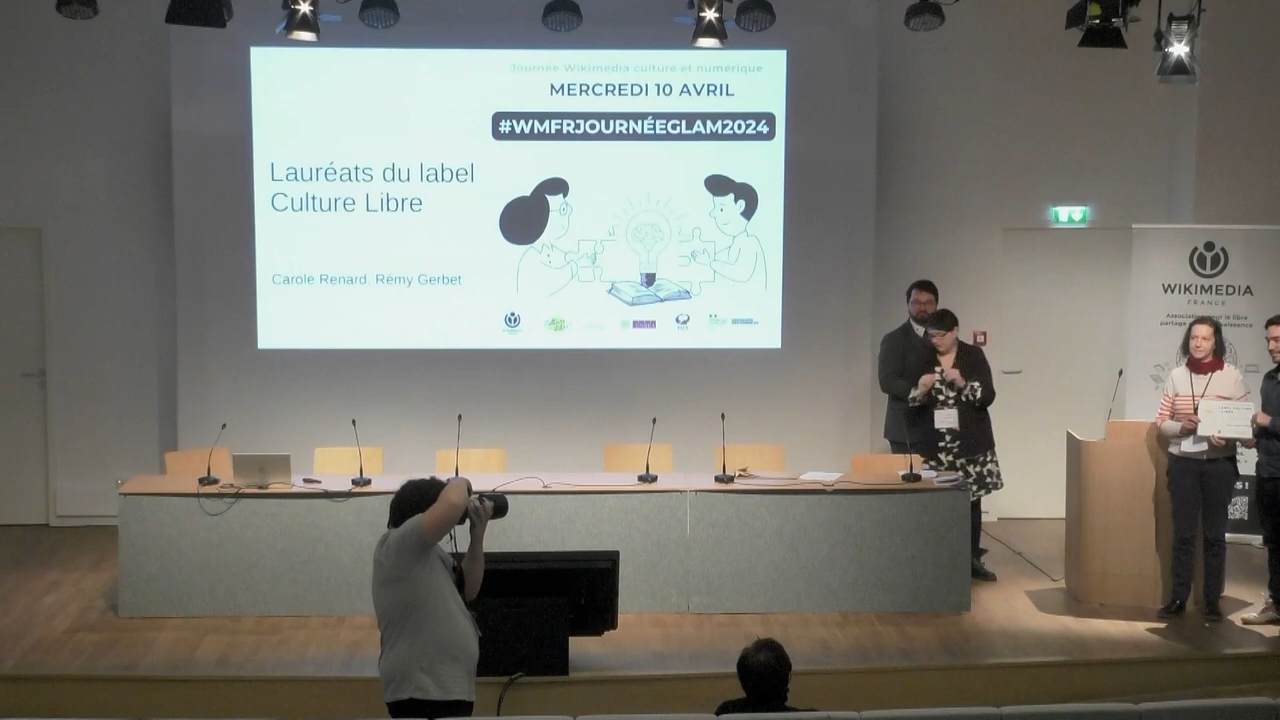 Journée Wikimedia culture et numérique
MERCREDI 10 AVRIL
#WMFRJOURNÉEGLAM2024
Lauréats du label
Culture Libre
Carole Renard, Rémy Gerbet
WIKIMEDIA
FRANCE